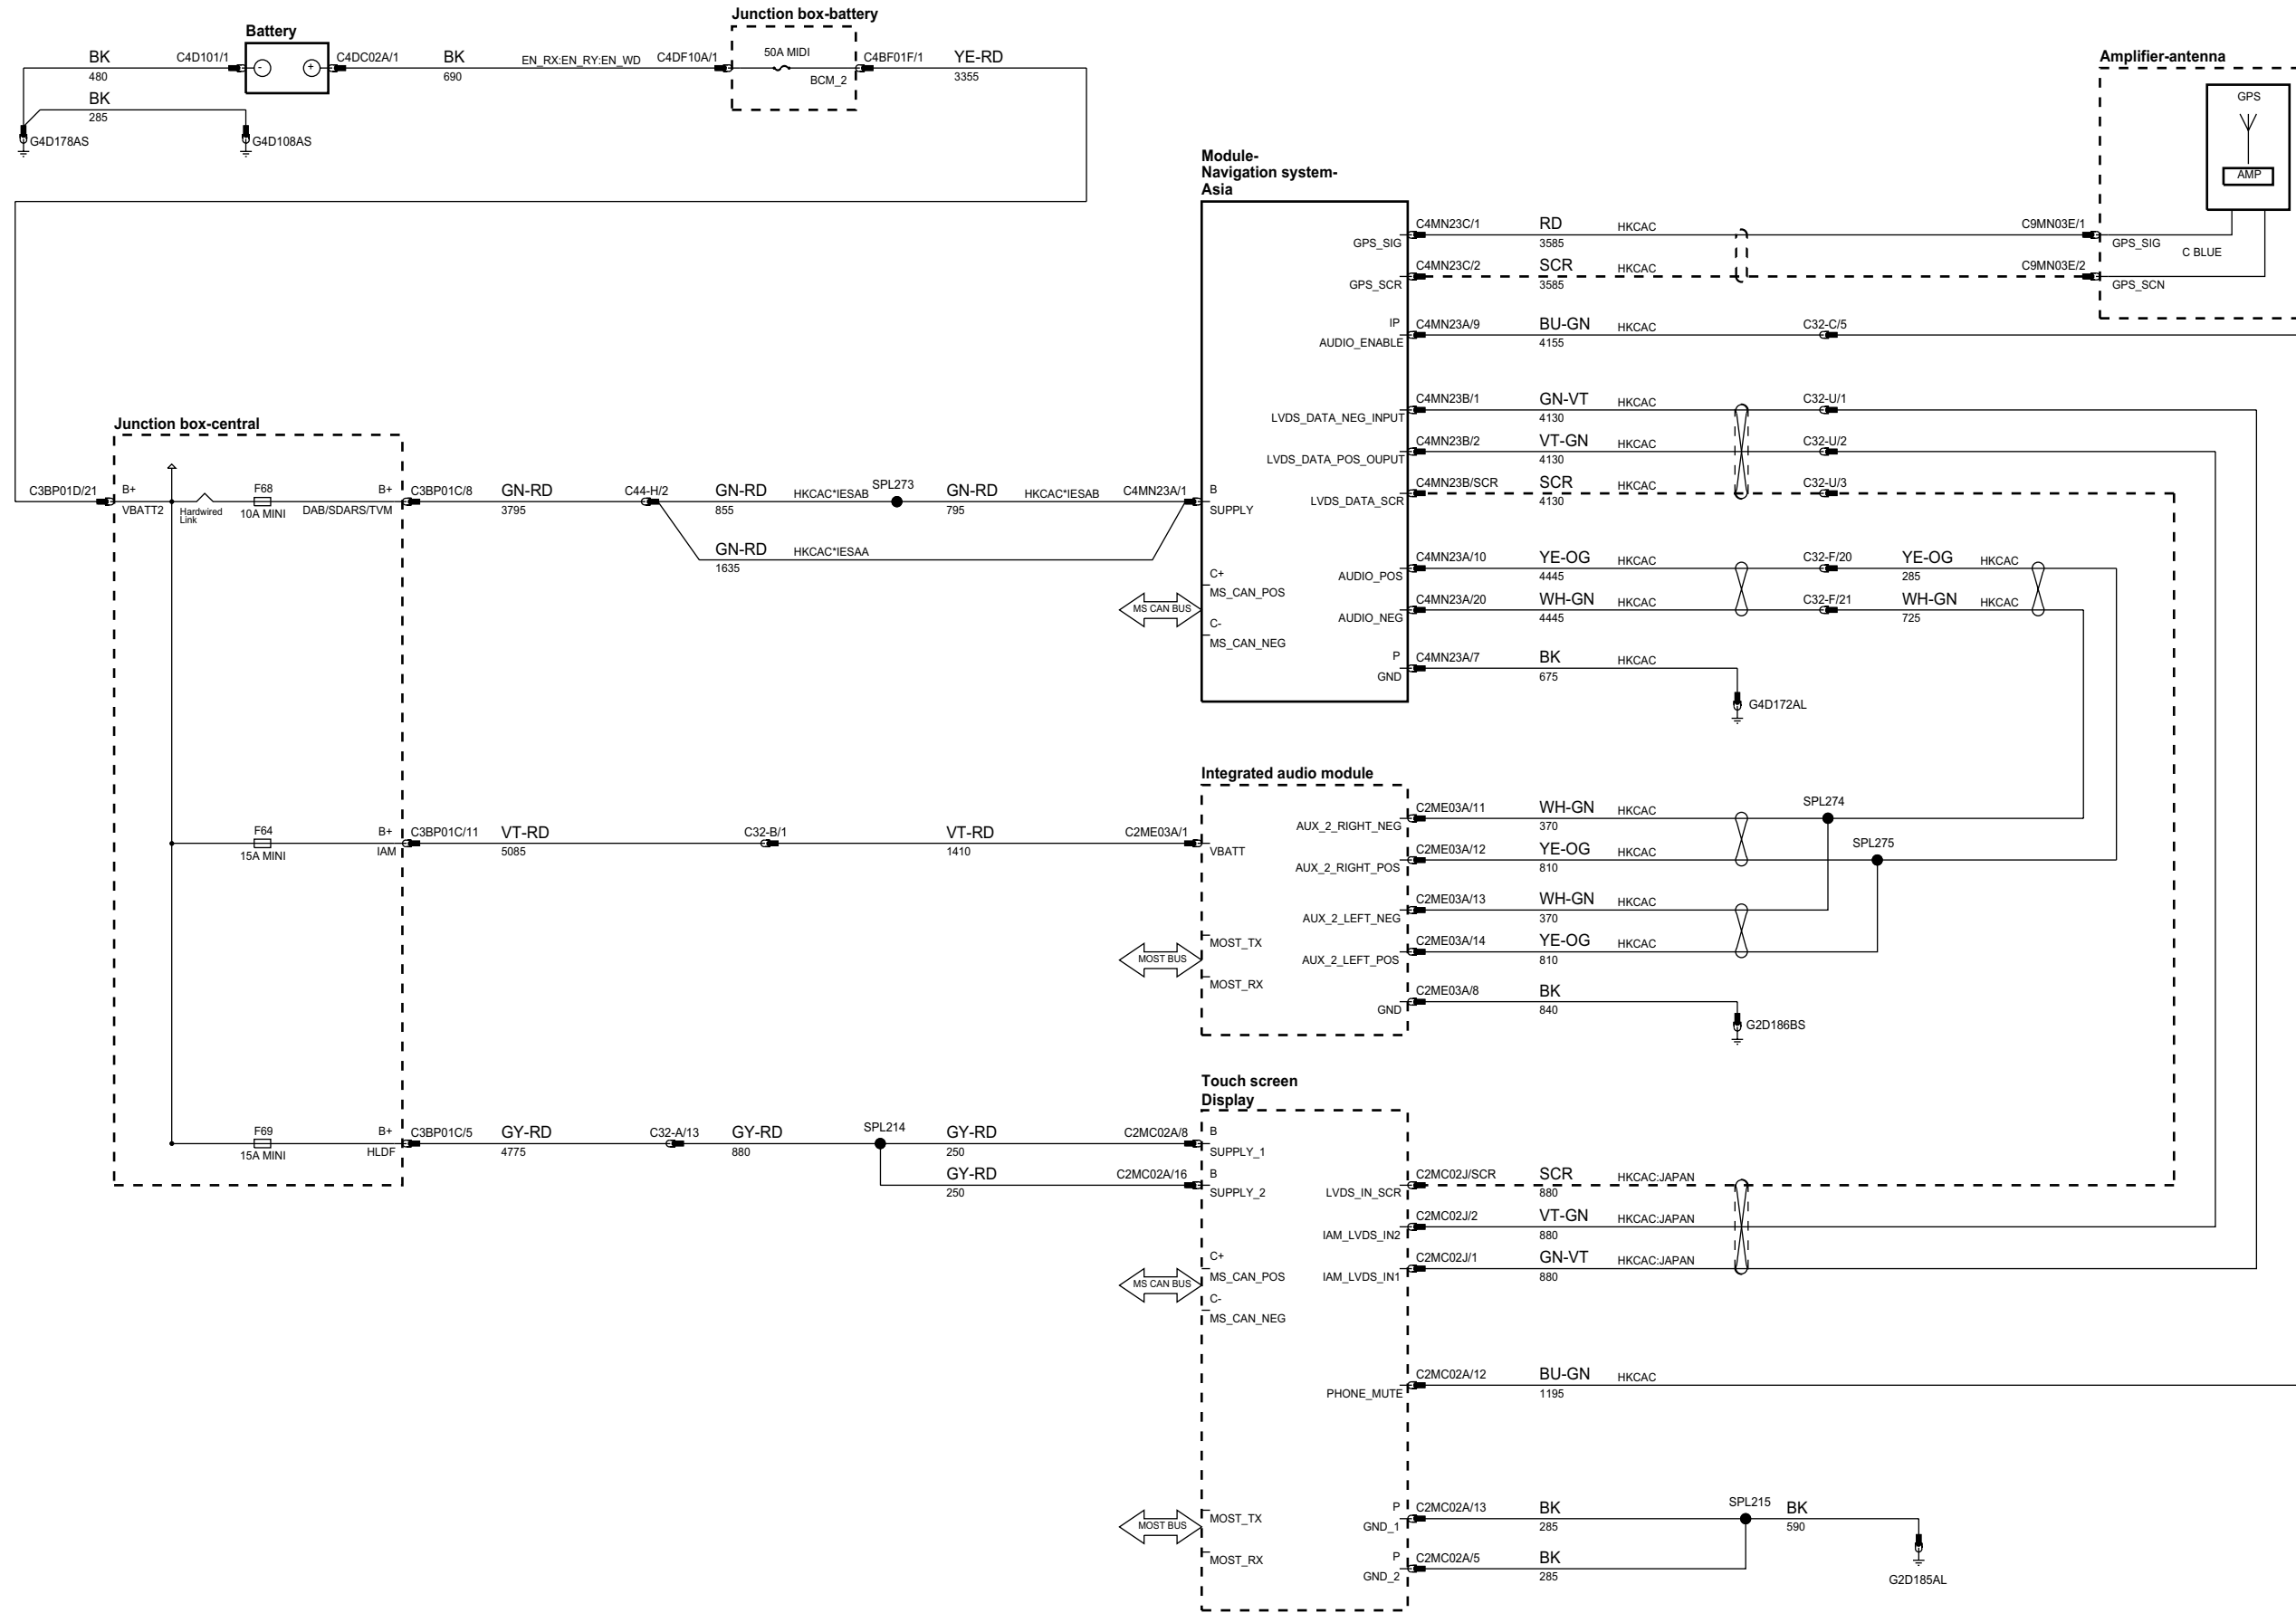 Junction box-battery
Battery
BK
480
C4D101/1
-
+
C4DC02A/1
BK
690
EN_RX:EN_RY:EN_WD
C4DF10A/1
50A MIDI
BCM_2
C4BF01F/1
YE-RD
3355
BK
285
G4D178AS
G4D108AS
Amplifier-antenna
GPS
AMP
C9MN03E/1
GPS_SIG
C BLUE
C9MN03E/2
GPS_SCN
Module-
Navigation system-
Asia
GPS_SIG
C4MN23C/1
RD
3585
HKCAC
GPS_SCR
C4MN23C/2
SCR
3585
HKCAC
IP
AUDIO_ENABLE
C4MN23A/9
BU-GN
4155
HKCAC
C32-C/5
LVDS_DATA_NEG_INPUT
C4MN23B/1
GN-VT
4130
HKCAC
C32-U/1
LVDS_DATA_POS_OUPUT
C4MN23B/2
VT-GN
4130
HKCAC
C32-U/2
LVDS_DATA_SCR
C4MN23B/SCR
SCR
4130
HKCAC
C32-U/3
AUDIO_POS
C4MN23A/10
YE-OG
4445
HKCAC
C32-F/20
YE-OG
285
HKCAC
AUDIO_NEG
C4MN23A/20
WH-GN
4445
HKCAC
C32-F/21
WH-GN
725
HKCAC
P
GND
C4MN23A/7
BK
675
HKCAC
G4D172AL
B
SUPPLY
C+
MS_CAN_POS
MS CAN BUS
C-
MS_CAN_NEG
Junction box-central
C3BP01D/21
B+
VBATT2
Hardwired
Link
F68
10A MINI
B+
DAB/SDARS/TVM
C3BP01C/8
GN-RD
3795
C44-H/2
GN-RD
855
HKCAC*IESAB
SPL273
GN-RD
795
HKCAC*IESAB
C4MN23A/1
GN-RD
1635
HKCAC*IESAA
F64
15A MINI
B+
IAM
C3BP01C/11
VT-RD
5085
C32-B/1
VT-RD
1410
C2ME03A/1
F69
15A MINI
B+
HLDF
C3BP01C/5
GY-RD
4775
C32-A/13
GY-RD
880
SPL214
GY-RD
250
C2MC02A/8
GY-RD
250
C2MC02A/16
Integrated audio module
VBATT
AUX_2_RIGHT_NEG
C2ME03A/11
WH-GN
370
HKCAC
SPL274
AUX_2_RIGHT_POS
C2ME03A/12
YE-OG
810
HKCAC
SPL275
AUX_2_LEFT_NEG
C2ME03A/13
WH-GN
370
HKCAC
AUX_2_LEFT_POS
C2ME03A/14
YE-OG
810
HKCAC
MOST_TX
MOST BUS
MOST_RX
GND
C2ME03A/8
BK
840
G2D186BS
Touch screen
Display
B
SUPPLY_1
B
SUPPLY_2
LVDS_IN_SCR
C2MC02J/SCR
SCR
880
HKCAC:JAPAN
IAM_LVDS_IN2
C2MC02J/2
VT-GN
880
HKCAC:JAPAN
IAM_LVDS_IN1
C2MC02J/1
GN-VT
880
HKCAC:JAPAN
C+
MS_CAN_POS
MS CAN BUS
C-
MS_CAN_NEG
PHONE_MUTE
C2MC02A/12
BU-GN
1195
HKCAC
MOST_TX
MOST BUS
MOST_RX
P
GND_1
C2MC02A/13
BK
285
SPL215
BK
590
P
GND_2
C2MC02A/5
BK
285
G2D185AL